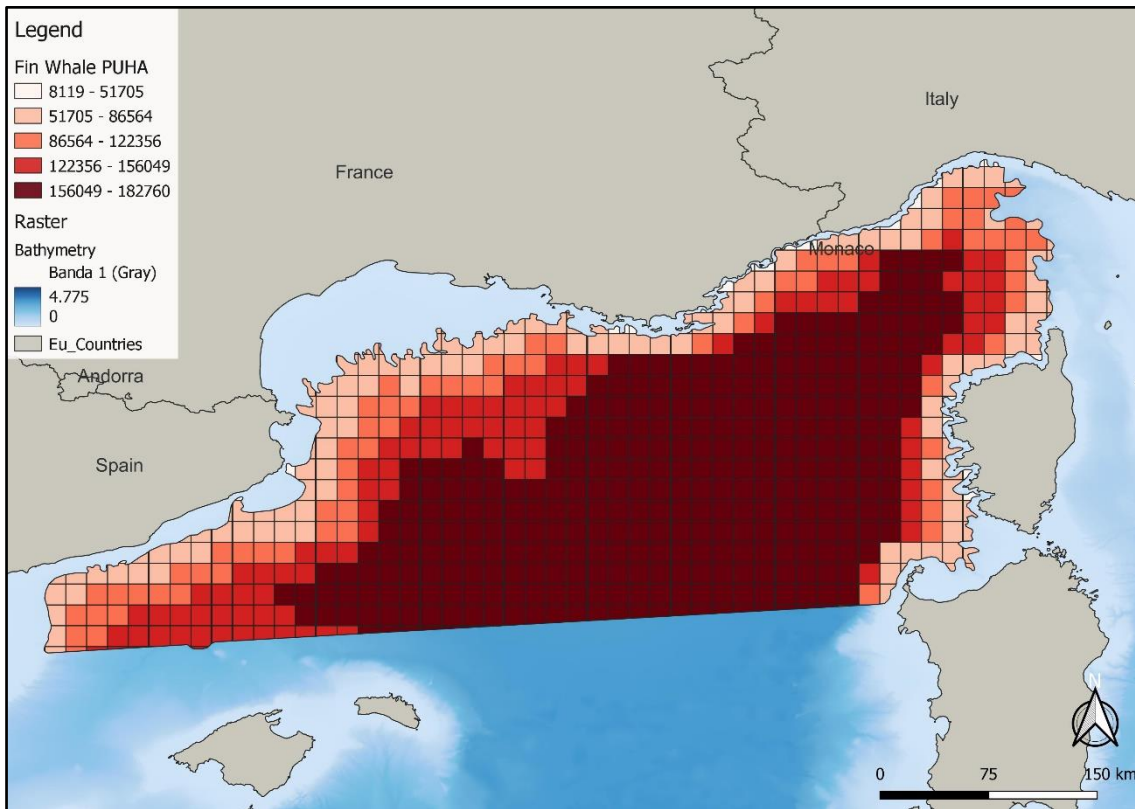 Legend
Fin Whale PUHA
8119 - 51705
51705 - 86564
86564 - 122356
122356 - 156049
156049 - 182760
Raster
Bathymetry
Banda 1 (Gray)
4.775
0
Eu_Countries
Italy
France
Monaco
Andorra
Spain
N
0 75 150 km